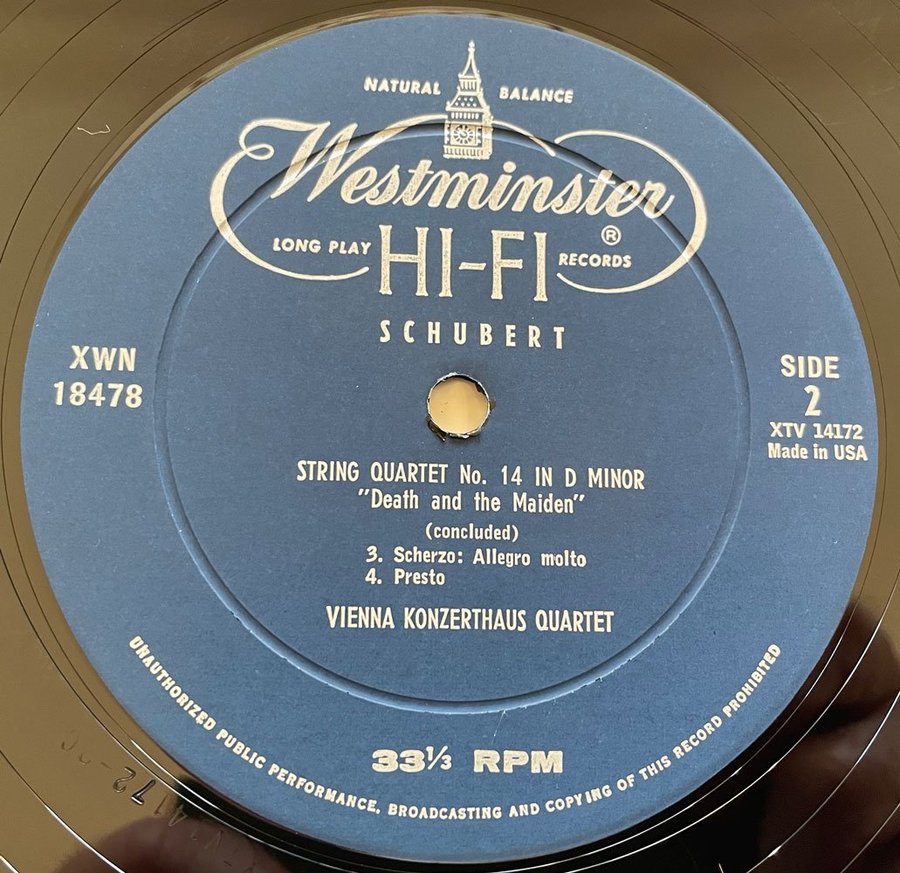 NATURAL BALANCE
Westminster
LONG PLAY HI-FI RECORDS ®
SCHUBERT
XWN
18478
SIDE
2
XTV 14172
Made in USA
STRING QUARTET No. 14 IN D MINOR
"Death and the Maiden"
(concluded)
3. Scherzo: Allegro molto
4. Presto
VIENNA KONZERTHAUS QUARTET
33⅓ RPM
UNAUTHORIZED PUBLIC PERFORMANCE, BROADCASTING AND COPYING OF THIS RECORD PROHIBITED